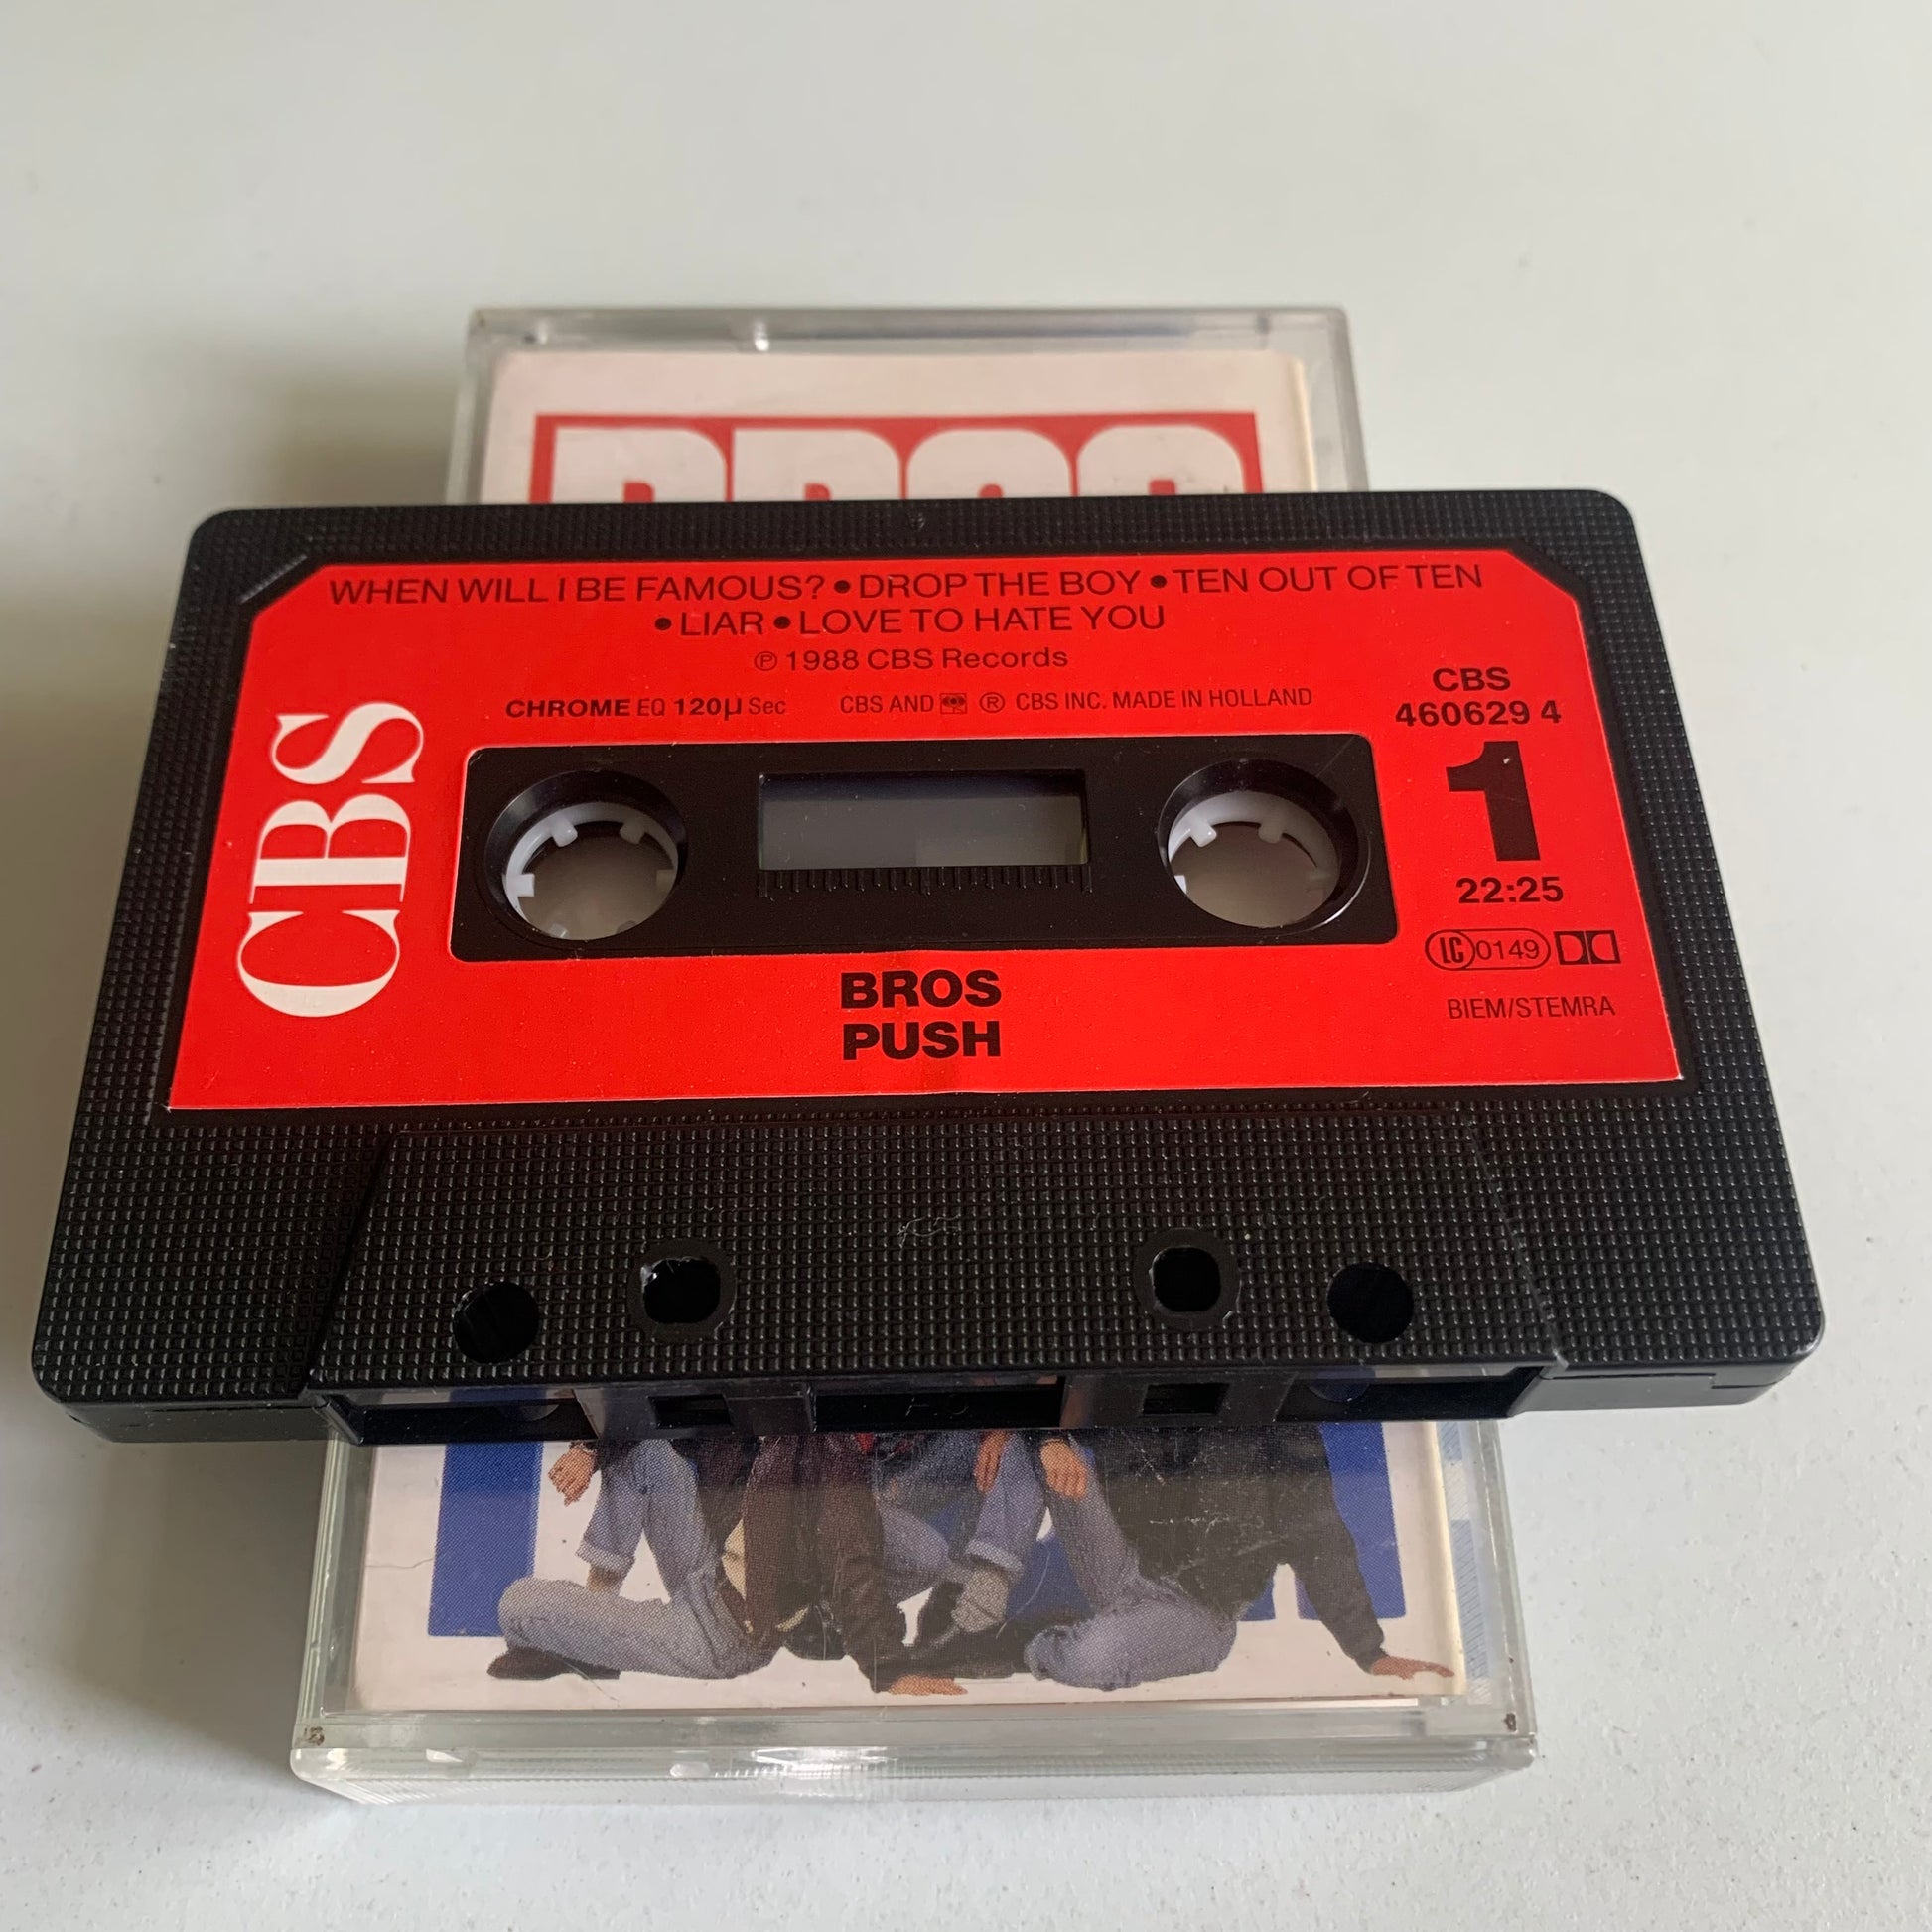 WHEN WILL I BE FAMOUS? • DROP THE BOY • TEN OUT OF TEN
• LIAR • LOVE TO HATE YOU
℗ 1988 CBS Records
CHROME EQ 120µ Sec CBS AND ® CBS INC. MADE IN HOLLAND
CBS
460629 4
1
22:25
LC 0149
BIEM/STEMRA
CBS
BROS
PUSH